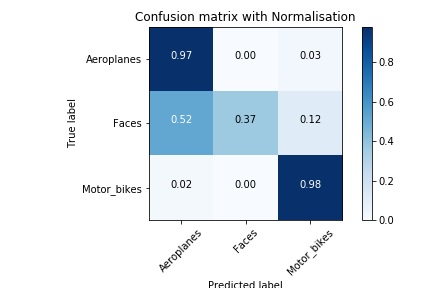 Confusion matrix with Normalisation
True label
Aeroplanes 0.97 0.00 0.03
Faces 0.52 0.37 0.12
Motor_bikes 0.02 0.00 0.98
Aeroplanes Faces Motor_bikes
Predicted label
0.8
0.6
0.4
0.2
0.0